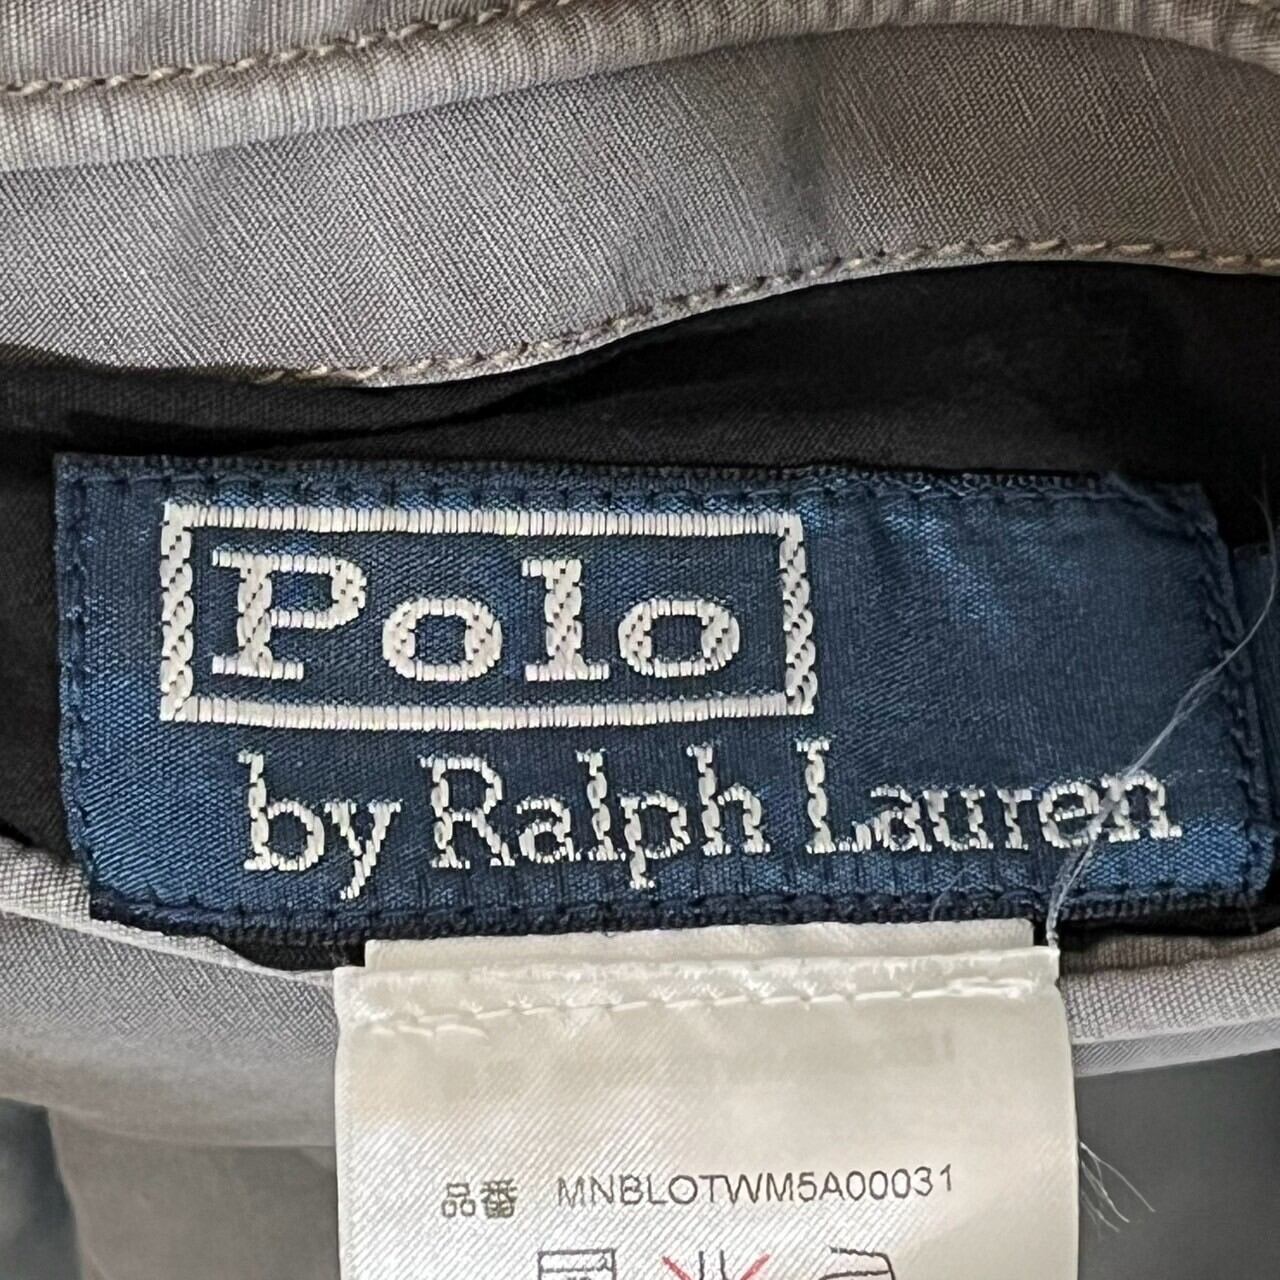 Polo
by Ralph Lauren
品番 MNBLOTWM5A00031